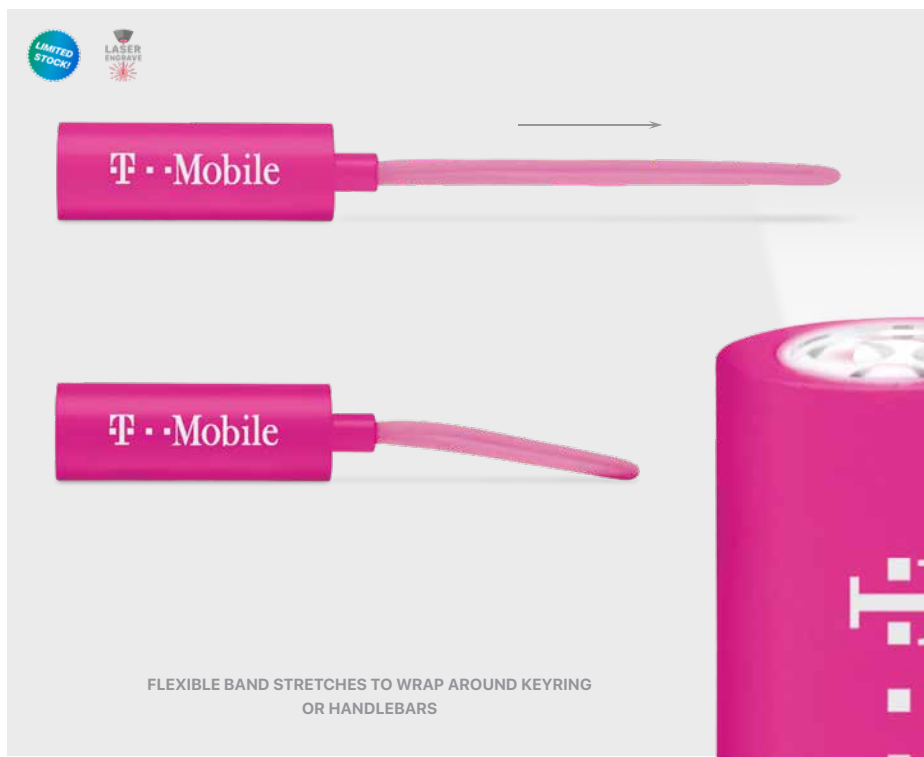 LIMITED
STOCK!
LASER
ENGRAVE
T··Mobile
T··Mobile
T
FLEXIBLE BAND STRETCHES TO WRAP AROUND KEYRING
OR HANDLEBARS